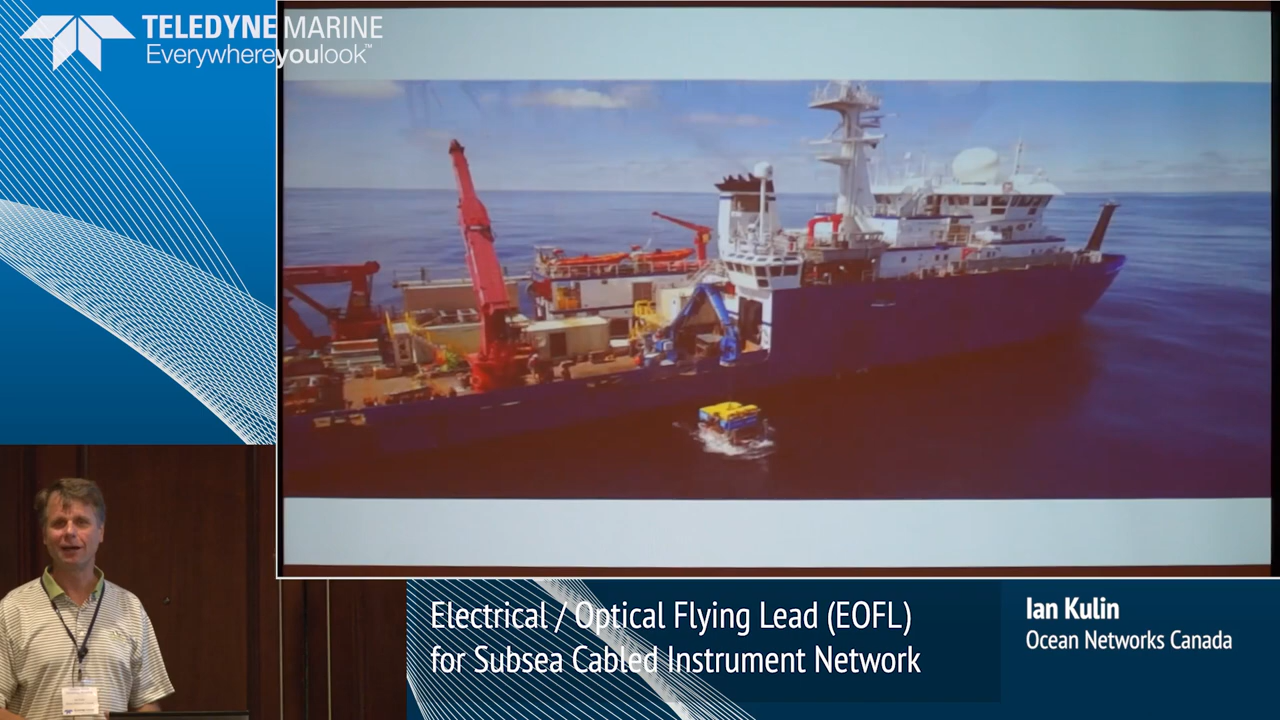 TELEDYNE MARINE
Everywhereyoulook™
Electrical / Optical Flying Lead (EOFL)
for Subsea Cabled Instrument Network
Ian Kulin
Ocean Networks Canada